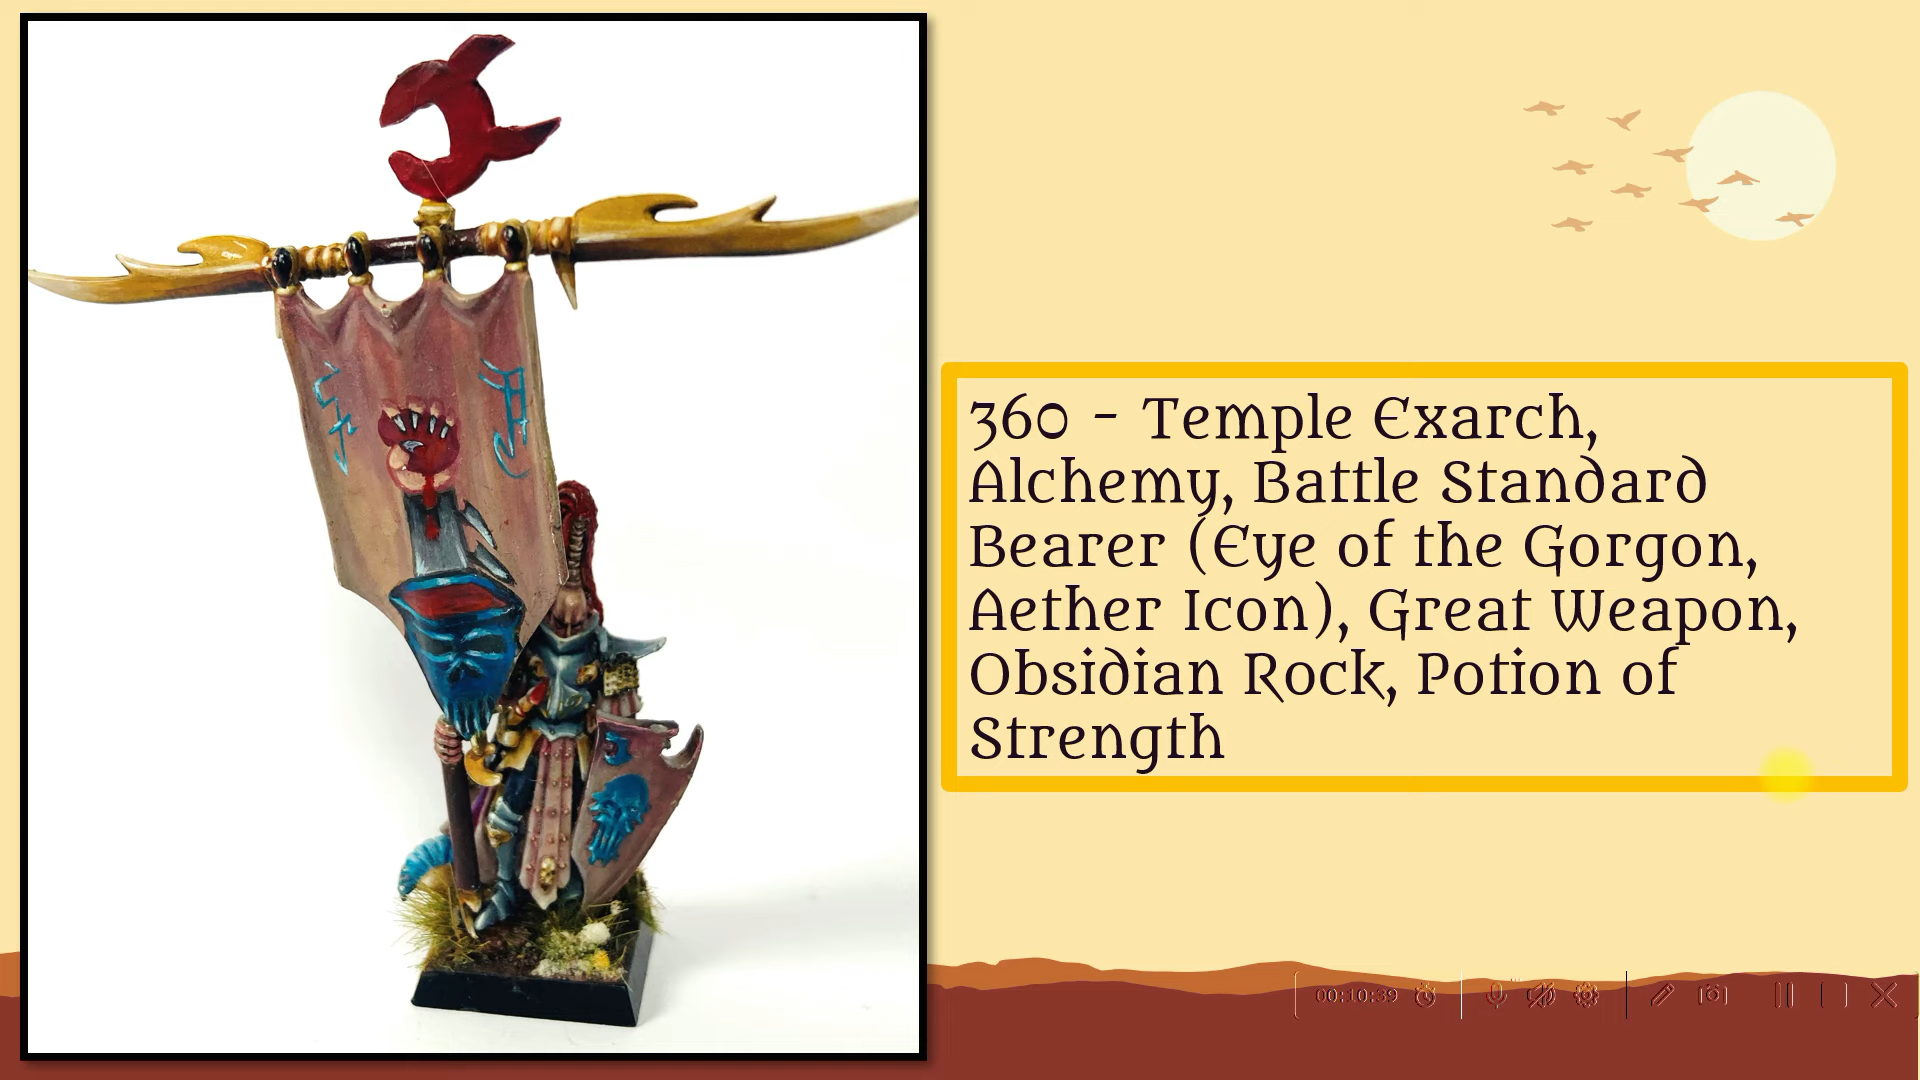 360 - Temple Exarch,
Alchemy, Battle Standard
Bearer (Eye of the Gorgon,
Aether Icon), Great Weapon,
Obsidian Rock, Potion of
Strength
00:10:39